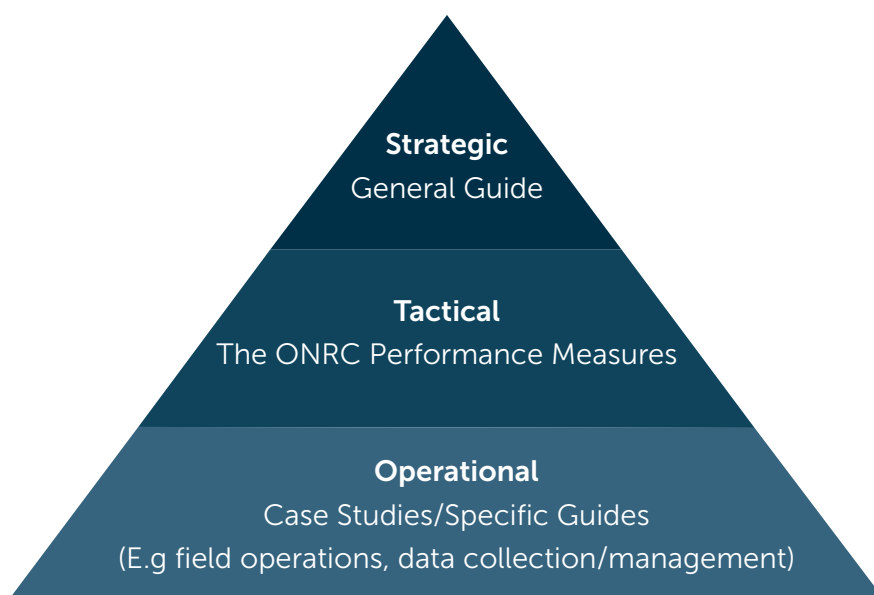 Strategic
General Guide
Tactical
The ONRC Performance Measures
Operational
Case Studies/Specific Guides
(E.g field operations, data collection/management)